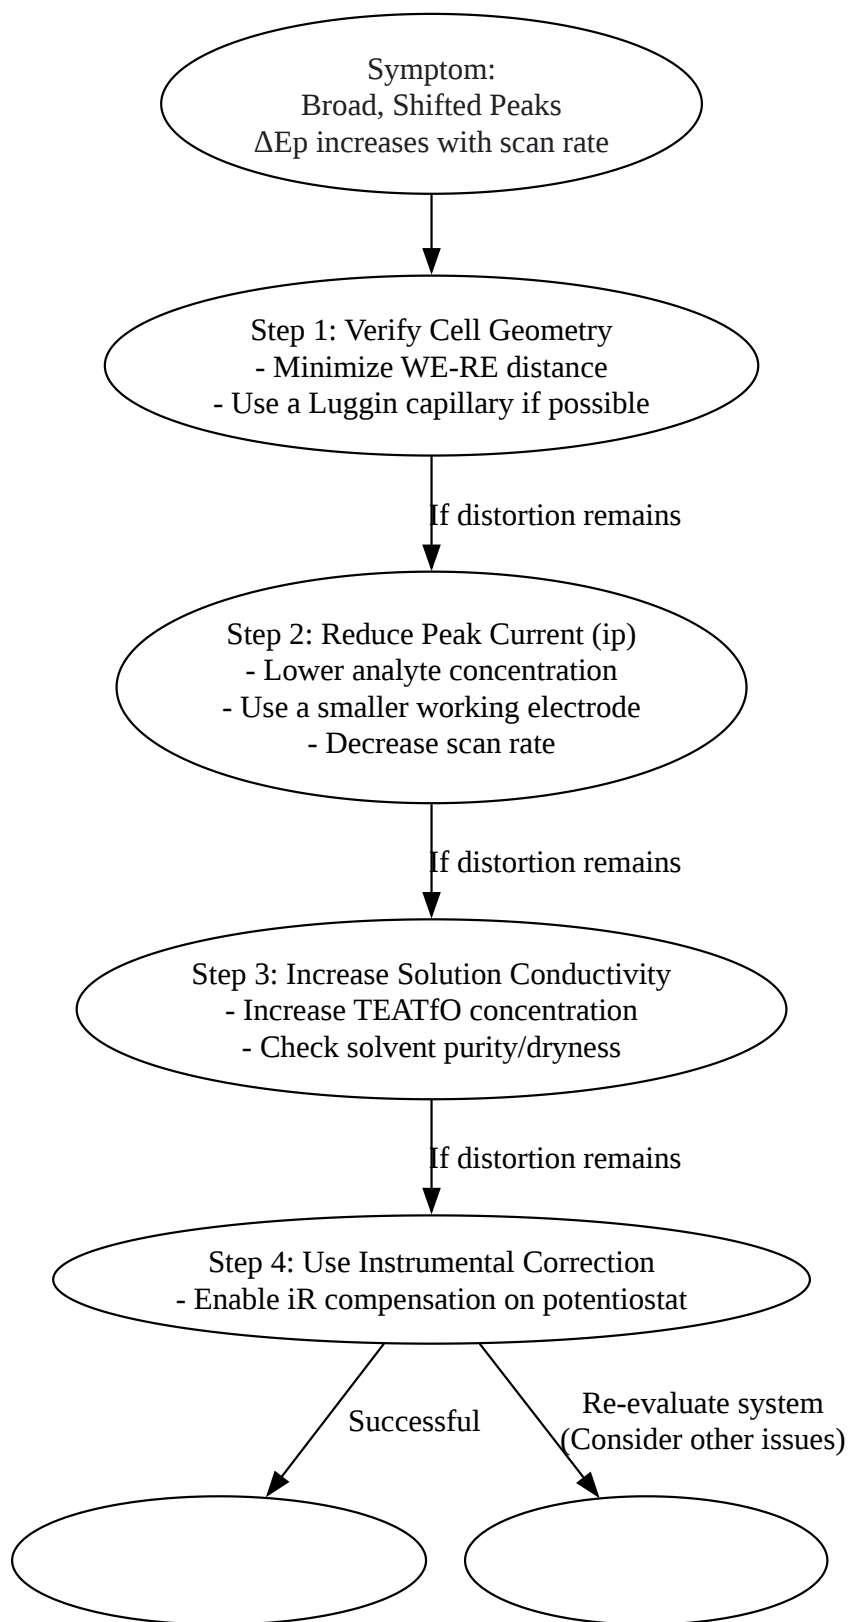 Symptom:
Broad, Shifted Peaks
ΔEp increases with scan rate
Step 1: Verify Cell Geometry
- Minimize WE-RE distance
- Use a Luggin capillary if possible
If distortion remains
Step 2: Reduce Peak Current (ip)
- Lower analyte concentration
- Use a smaller working electrode
- Decrease scan rate
If distortion remains
Step 3: Increase Solution Conductivity
- Increase TEATfO concentration
- Check solvent purity/dryness
If distortion remains
Step 4: Use Instrumental Correction
- Enable iR compensation on potentiostat
Successful
Re-evaluate system
(Consider other issues)